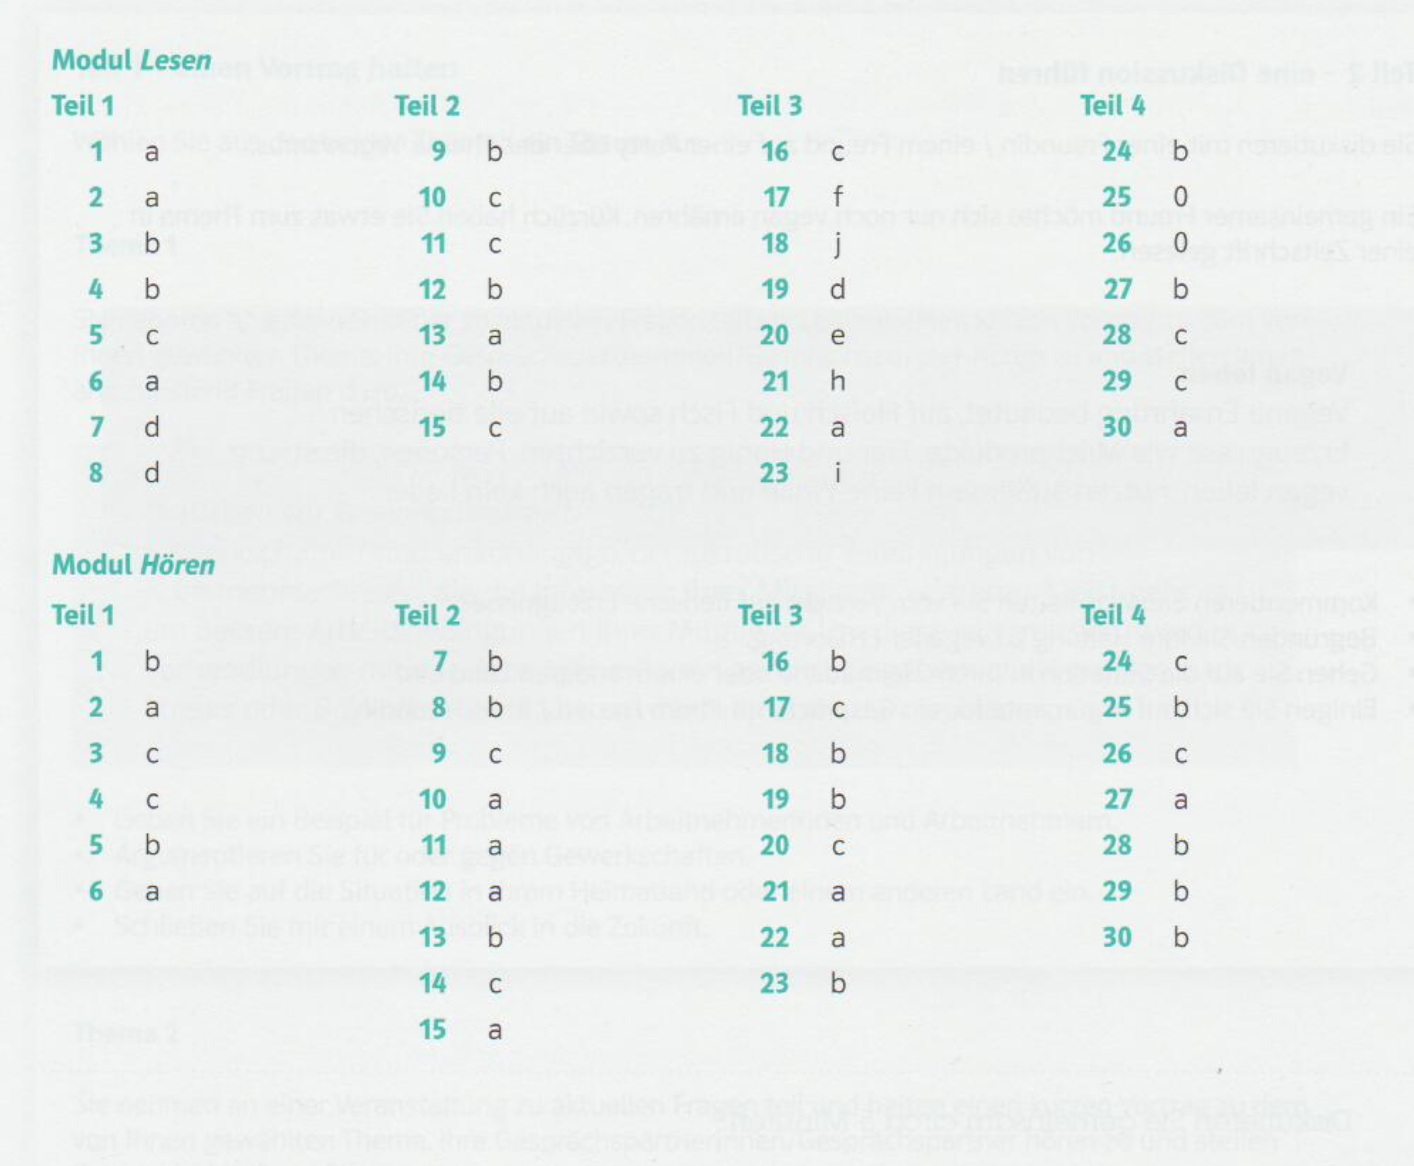 Modul Lesen
Teil 1 Teil 2 Teil 3 Teil 4
1 a 9 b 16 c 24 b
2 a 10 c 17 f 25 0
3 b 11 c 18 j 26 0
4 b 12 b 19 d 27 b
5 c 13 a 20 e 28 c
6 a 14 b 21 h 29 c
7 d 15 c 22 a 30 a
8 d 23 i
Modul Hören
Teil 1 Teil 2 Teil 3 Teil 4
1 b 7 b 16 b 24 c
2 a 8 b 17 c 25 b
3 c 9 c 18 b 26 c
4 c 10 a 19 b 27 a
5 b 11 a 20 c 28 b
6 a 12 a 21 a 29 b
13 b 22 a 30 b
14 c 23 b
15 a